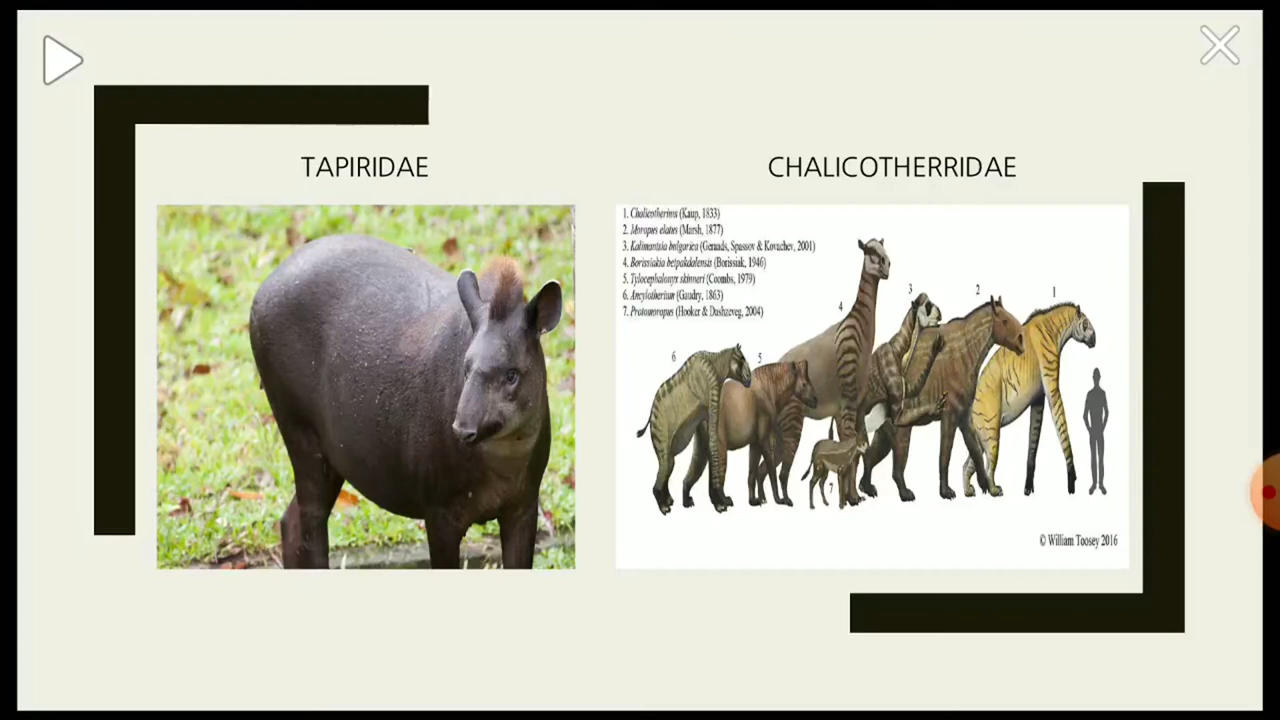 TAPIRIDAE
CHALICOTHERRIDAE
1. Chalicotherium (Kaup, 1833)
2. Moropus elatus (Marsh, 1877)
3. Kalimantsia bulgarica (Geraads, Spassov & Kovachev, 2001)
4. Borissiakia betpakdalensis (Borissiak, 1946)
5. Tylocephalonyx skinneri (Coombs, 1979)
6. Ancylotherium (Gaudry, 1863)
7. Protomoropus (Hooker & Dashzeveg, 2004)
1
2
3
4
5
6
7
© William Toosey 2016